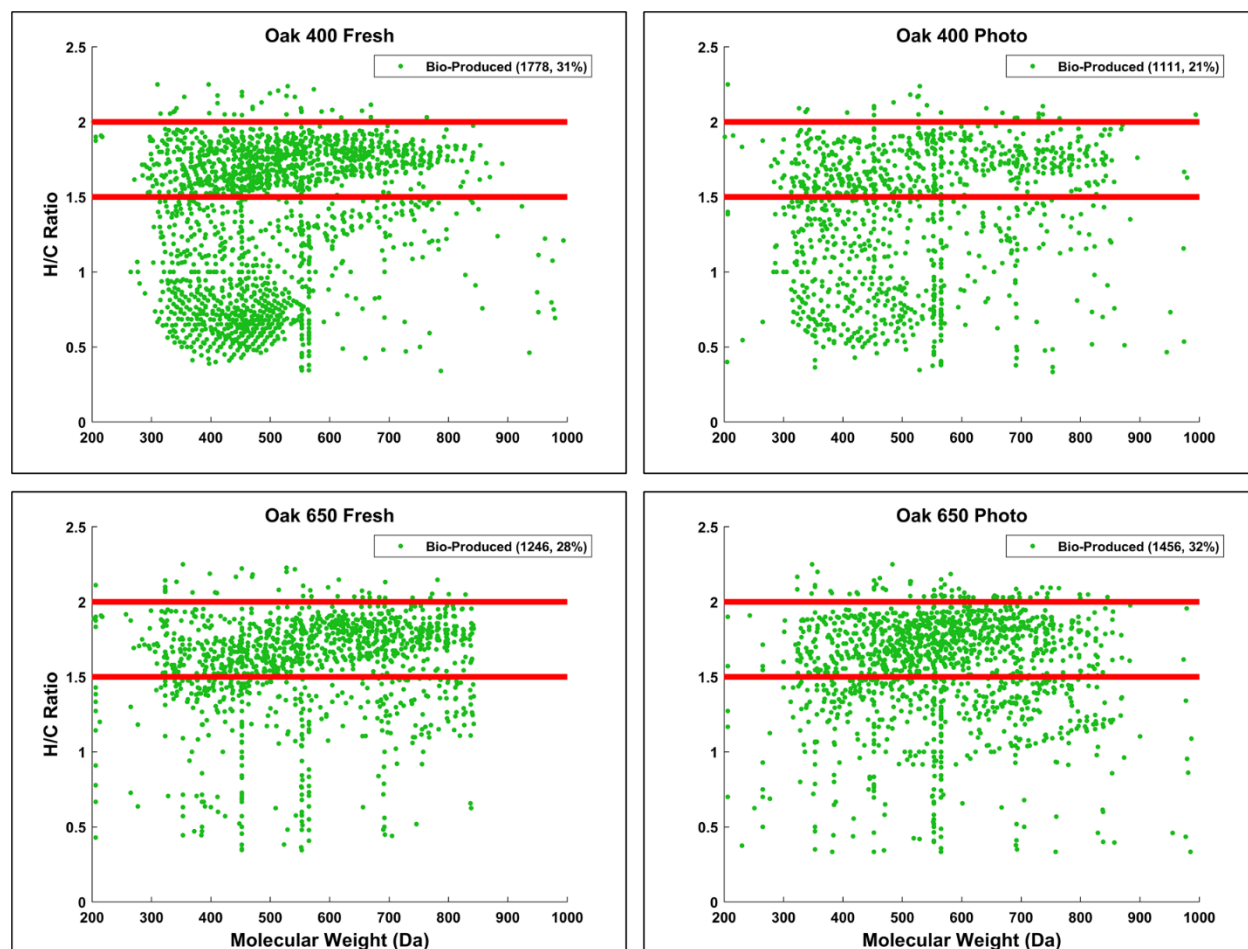 Oak 400 Fresh
Bio-Produced (1778, 31%)
H/C Ratio
2.5
2
1.5
1
0.5
0
200 300 400 500 600 700 800 900 1000
Oak 400 Photo
Bio-Produced (1111, 21%)
2.5
2
1.5
1
0.5
0
200 300 400 500 600 700 800 900 1000
Oak 650 Fresh
Bio-Produced (1246, 28%)
H/C Ratio
2.5
2
1.5
1
0.5
0
200 300 400 500 600 700 800 900 1000
Molecular Weight (Da)
Oak 650 Photo
Bio-Produced (1456, 32%)
2.5
2
1.5
1
0.5
0
200 300 400 500 600 700 800 900 1000
Molecular Weight (Da)